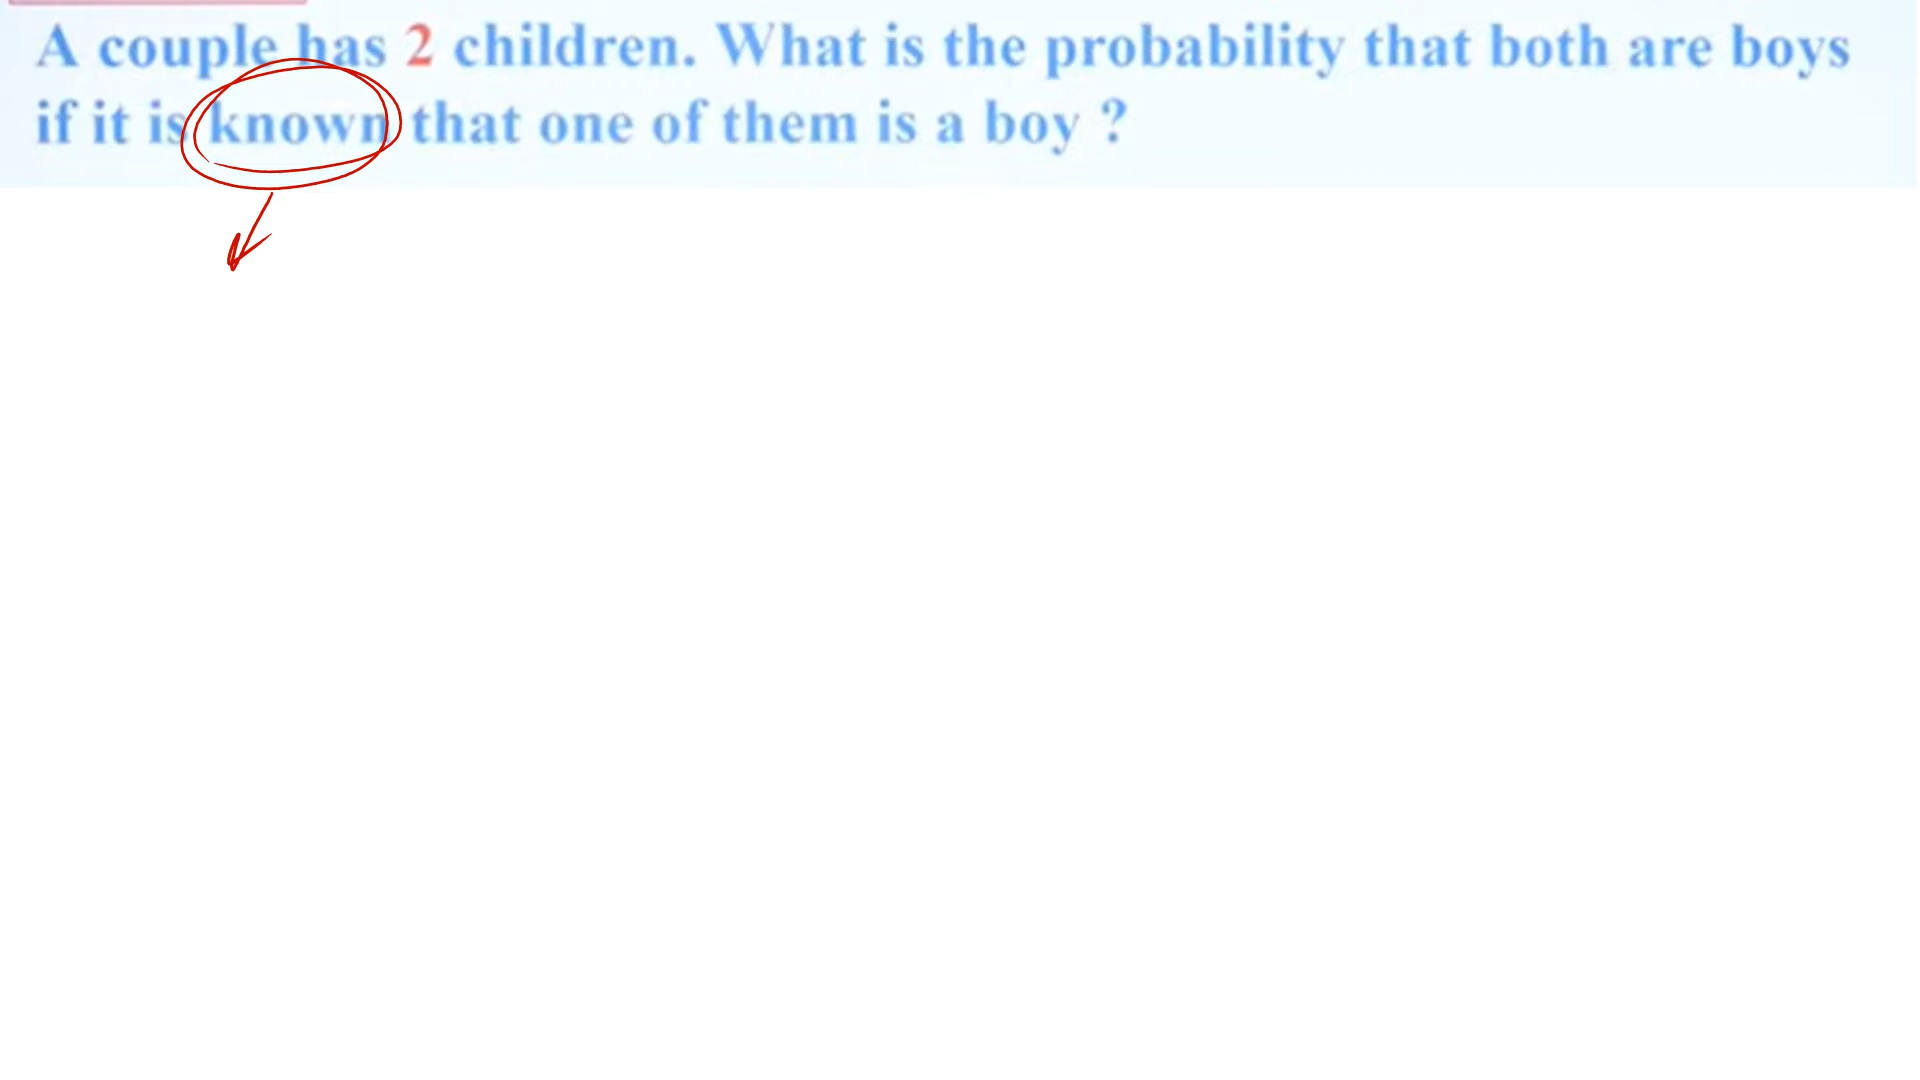 A couple has 2 children. What is the probability that both are boys
if it is known that one of them is a boy ?